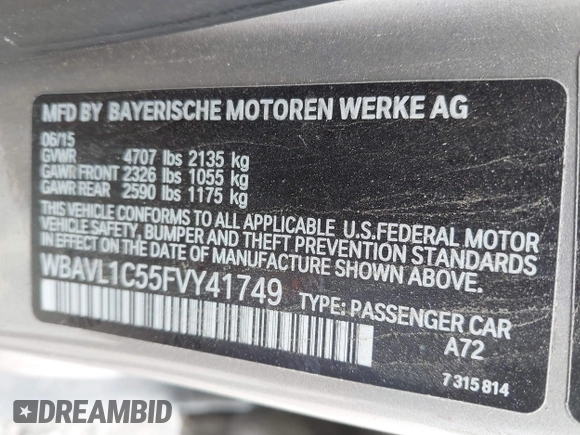 MFD BY BAYERISCHE MOTOREN WERKE AG
06/15
GVWR 4707 lbs 2135 kg
GAWR FRONT 2326 lbs 1055 kg
GAWR REAR 2590 lbs 1175 kg
THIS VEHICLE CONFORMS TO ALL APPLICABLE U.S.FEDERAL MOTOR
VEHICLE SAFETY, BUMPER AND THEFT PREVENTION STANDARDS
IN EFFECT ON THE DATE OF MANUFACTURE SHOWN ABOVE.
WBAVL1C55FVY41749 TYPE: PASSENGER CAR
A72
7 315 814
DREAMBID